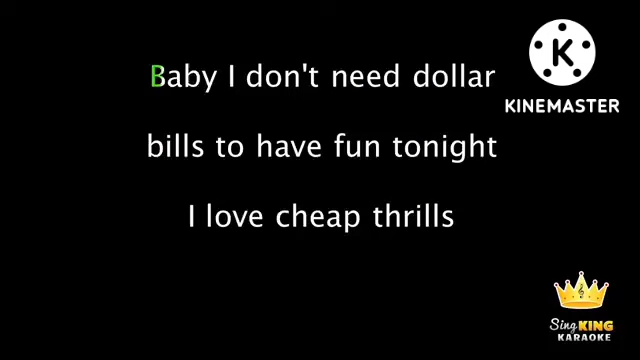 Baby I don't need dollar
bills to have fun tonight
I love cheap thrills
K
KINEMASTER
Sing KING
KARAOKE